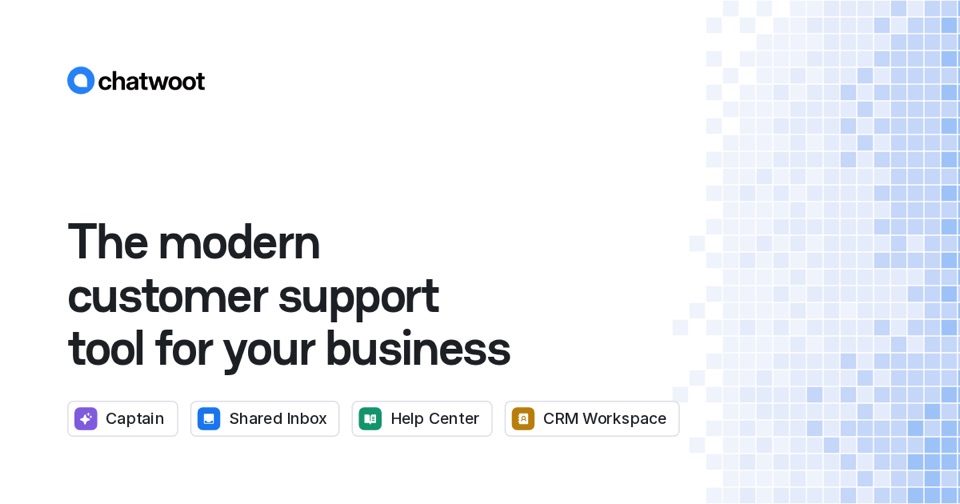 chatwoot
The modern
customer support
tool for your business
Captain Shared Inbox Help Center CRM Workspace